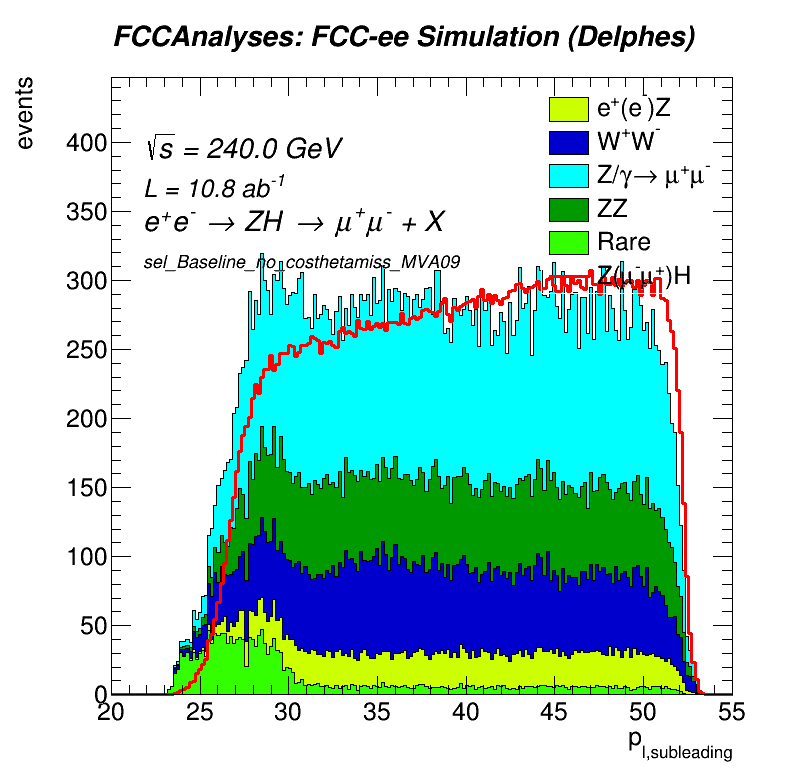 FCCAnalyses: FCC-ee Simulation (Delphes)
events
√s = 240.0 GeV
L = 10.8 ab⁻¹
e⁺e⁻ → ZH → μ⁺μ⁻ + X
sel_Baseline_no_costhetamiss_MVA09
e⁺(e⁻)Z
W⁺W⁻
Z/γ→ μ⁺μ⁻
ZZ
Rare
Z(μ⁻μ⁺)H
400
350
300
250
200
150
100
50
0
20 25 30 35 40 45 50 55
p_l,subleading